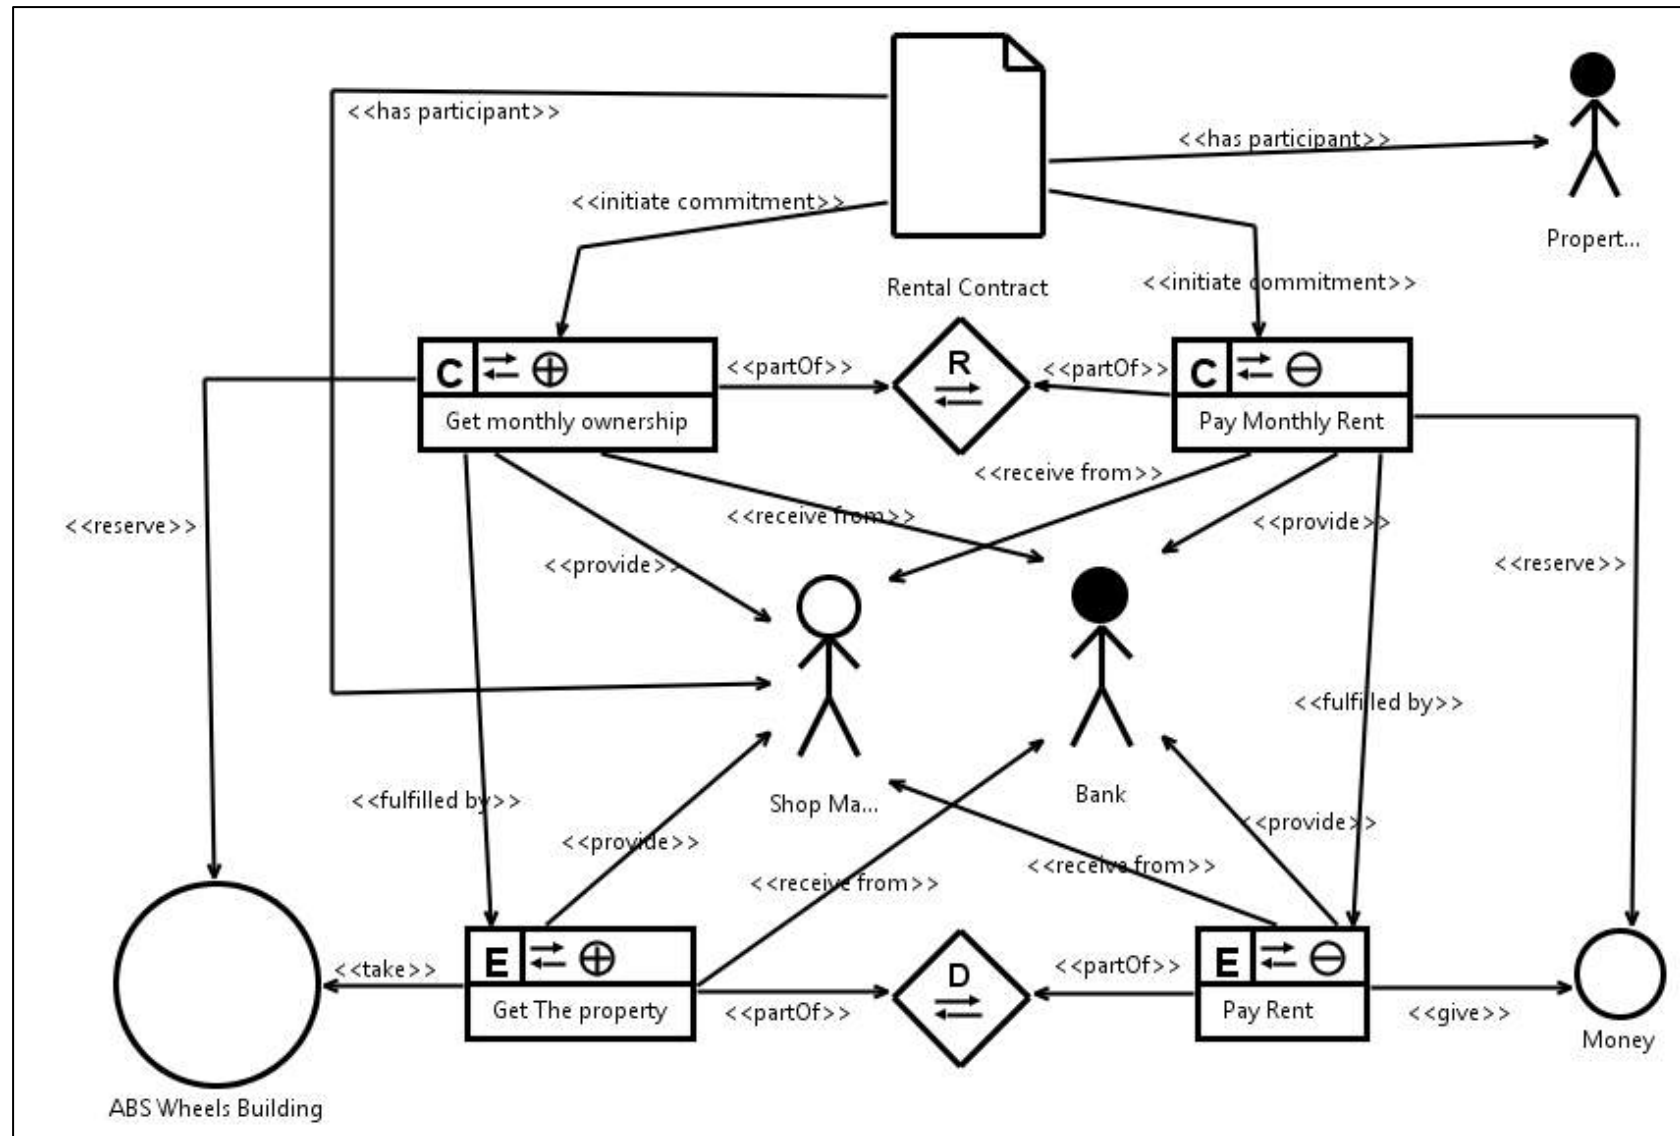 <<has participant>>
<<has participant>>
<<initiate commitment>>
Propert...
Rental Contract
<<initiate commitment>>
R
C
<<partOf>>
<<partOf>>
C
Get monthly ownership
Pay Monthly Rent
<<receive from>>
<<reserve>>
<<receive from>>
<<provide>>
<<provide>>
<<reserve>>
<<fulfilled by>>
<<fulfilled by>>
Shop Ma...
Bank
<<provide>>
<<provide>>
<<receive from>>
<<receive from>>
E
D
E
<<take>>
<<partOf>>
Get The property
<<partOf>>
Pay Rent
<<give>>
Money
ABS Wheels Building